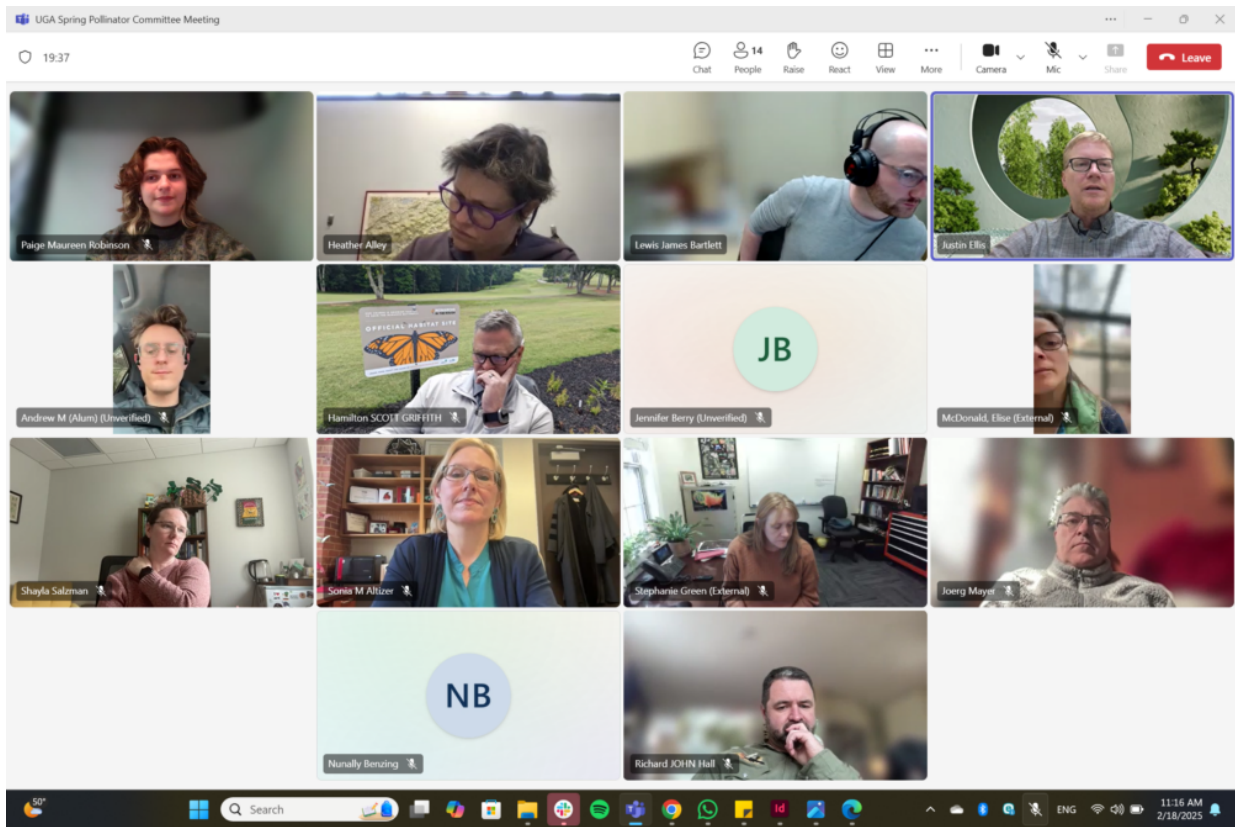 UGA Spring Pollinator Committee Meeting
19:37
Chat
14
People
Raise
React
View
More
Camera
Mic
Share
Leave
Paige Maureen Robinson
Heather Alley
Lewis James Bartlett
Justin Ellis
OFFICIAL HABITAT SITE
Andrew M (Alum) (Unverified)
Hamilton SCOTT GRIFFITH
JB
Jennifer Berry (Unverified)
McDonald, Elise (External)
Shayla Salzman
Sonia M Altizer
Stephanie Green (External)
Joerg Mayer
NB
Nunally Benzing
Richard JOHN Hall
50°
Search
Id
ENG
11:16 AM
2/18/2025